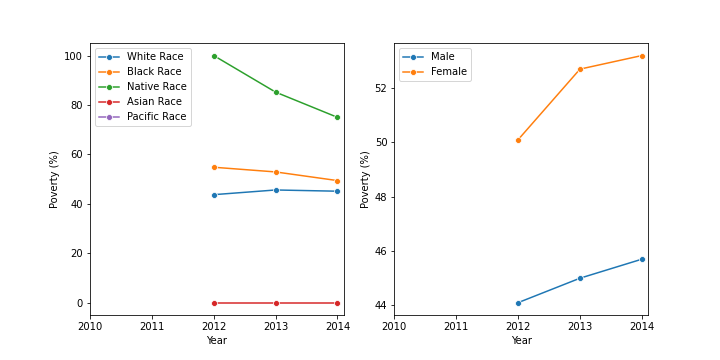 White Race
Black Race
Native Race
Asian Race
Pacific Race
100
80
60
40
20
0
Poverty (%)
2010 2011 2012 2013 2014
Year
Male
Female
52
50
48
46
44
Poverty (%)
2010 2011 2012 2013 2014
Year